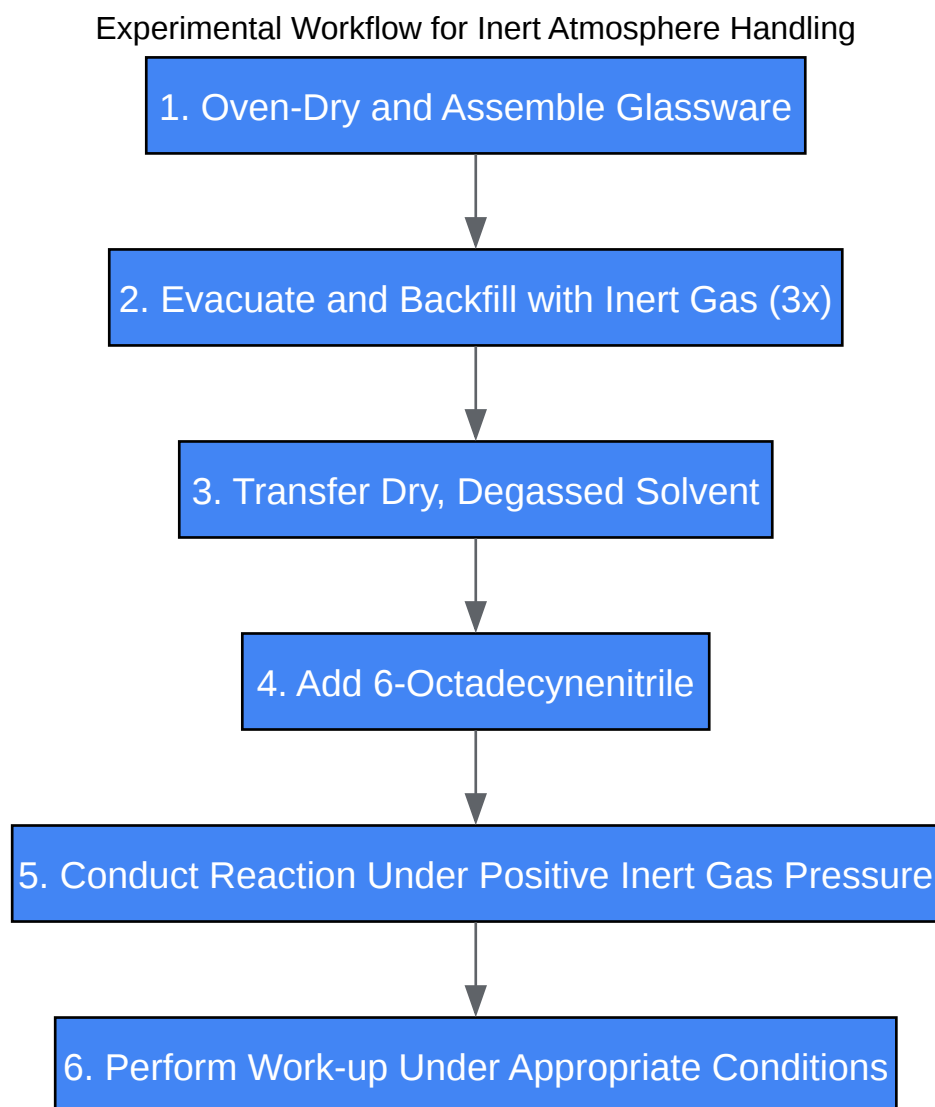 Experimental Workflow for Inert Atmosphere Handling
1. Oven-Dry and Assemble Glassware
2. Evacuate and Backfill with Inert Gas (3x)
3. Transfer Dry, Degassed Solvent
4. Add 6-Octadecynenitrile
5. Conduct Reaction Under Positive Inert Gas Pressure
6. Perform Work-up Under Appropriate Conditions